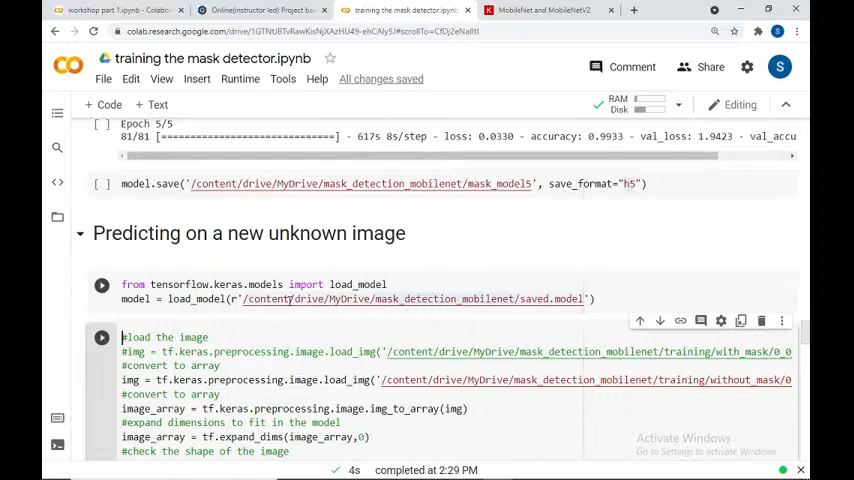 workshop part 1.ipynb - Colabor
Online(instructor led) Project ba
training the mask detector.ipynb
MobileNet and MobileNetV2
colab.research.google.com/drive/
training the mask detector.ipynb
File Edit View Insert Runtime Tools Help All changes saved
Comment
Share
S
+ Code + Text
RAM
Disk
Editing
Epoch 5/5
81/81 [==============================] - 617s 8s/step - loss: 0.0330 - accuracy: 0.9933 - val_loss: 1.9423 - val_accu
model.save('/content/drive/MyDrive/mask_detection_mobilenet/mask_model5', save_format="h5")
Predicting on a new unknown image
from tensorflow.keras.models import load_model
model = load_model(r'/content/drive/MyDrive/mask_detection_mobilenet/saved.model')
#load the image
#img = tf.keras.preprocessing.image.load_img('/content/drive/MyDrive/mask_detection_mobilenet/training/with_mask/0_0
#convert to array
img = tf.keras.preprocessing.image.load_img('/content/drive/MyDrive/mask_detection_mobilenet/training/without_mask/0
#convert to array
image_array = tf.keras.preprocessing.image.img_to_array(img)
#expand dimensions to fit in the model
image_array = tf.expand_dims(image_array,0)
#check the shape of the image
Activate Windows
Go to Settings to activate Windows.
4s completed at 2:29 PM